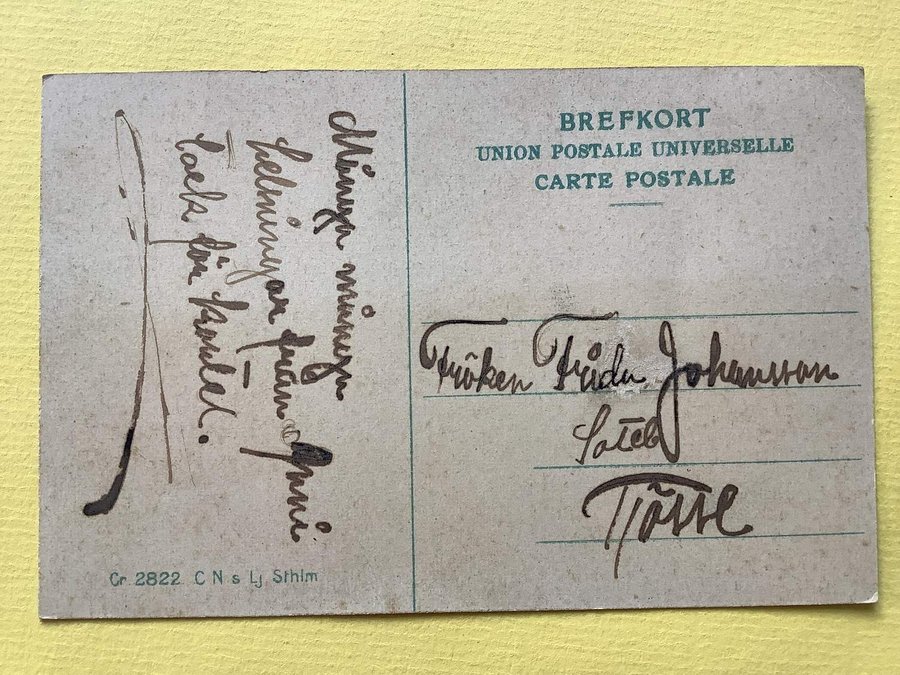 BREFKORT
UNION POSTALE UNIVERSELLE
CARTE POSTALE
Många många
helsningar från Anni
Tack för kortet.
Fröken Frida Johansson
Tösse
Gr. 2822 C N s Lj Sthlm